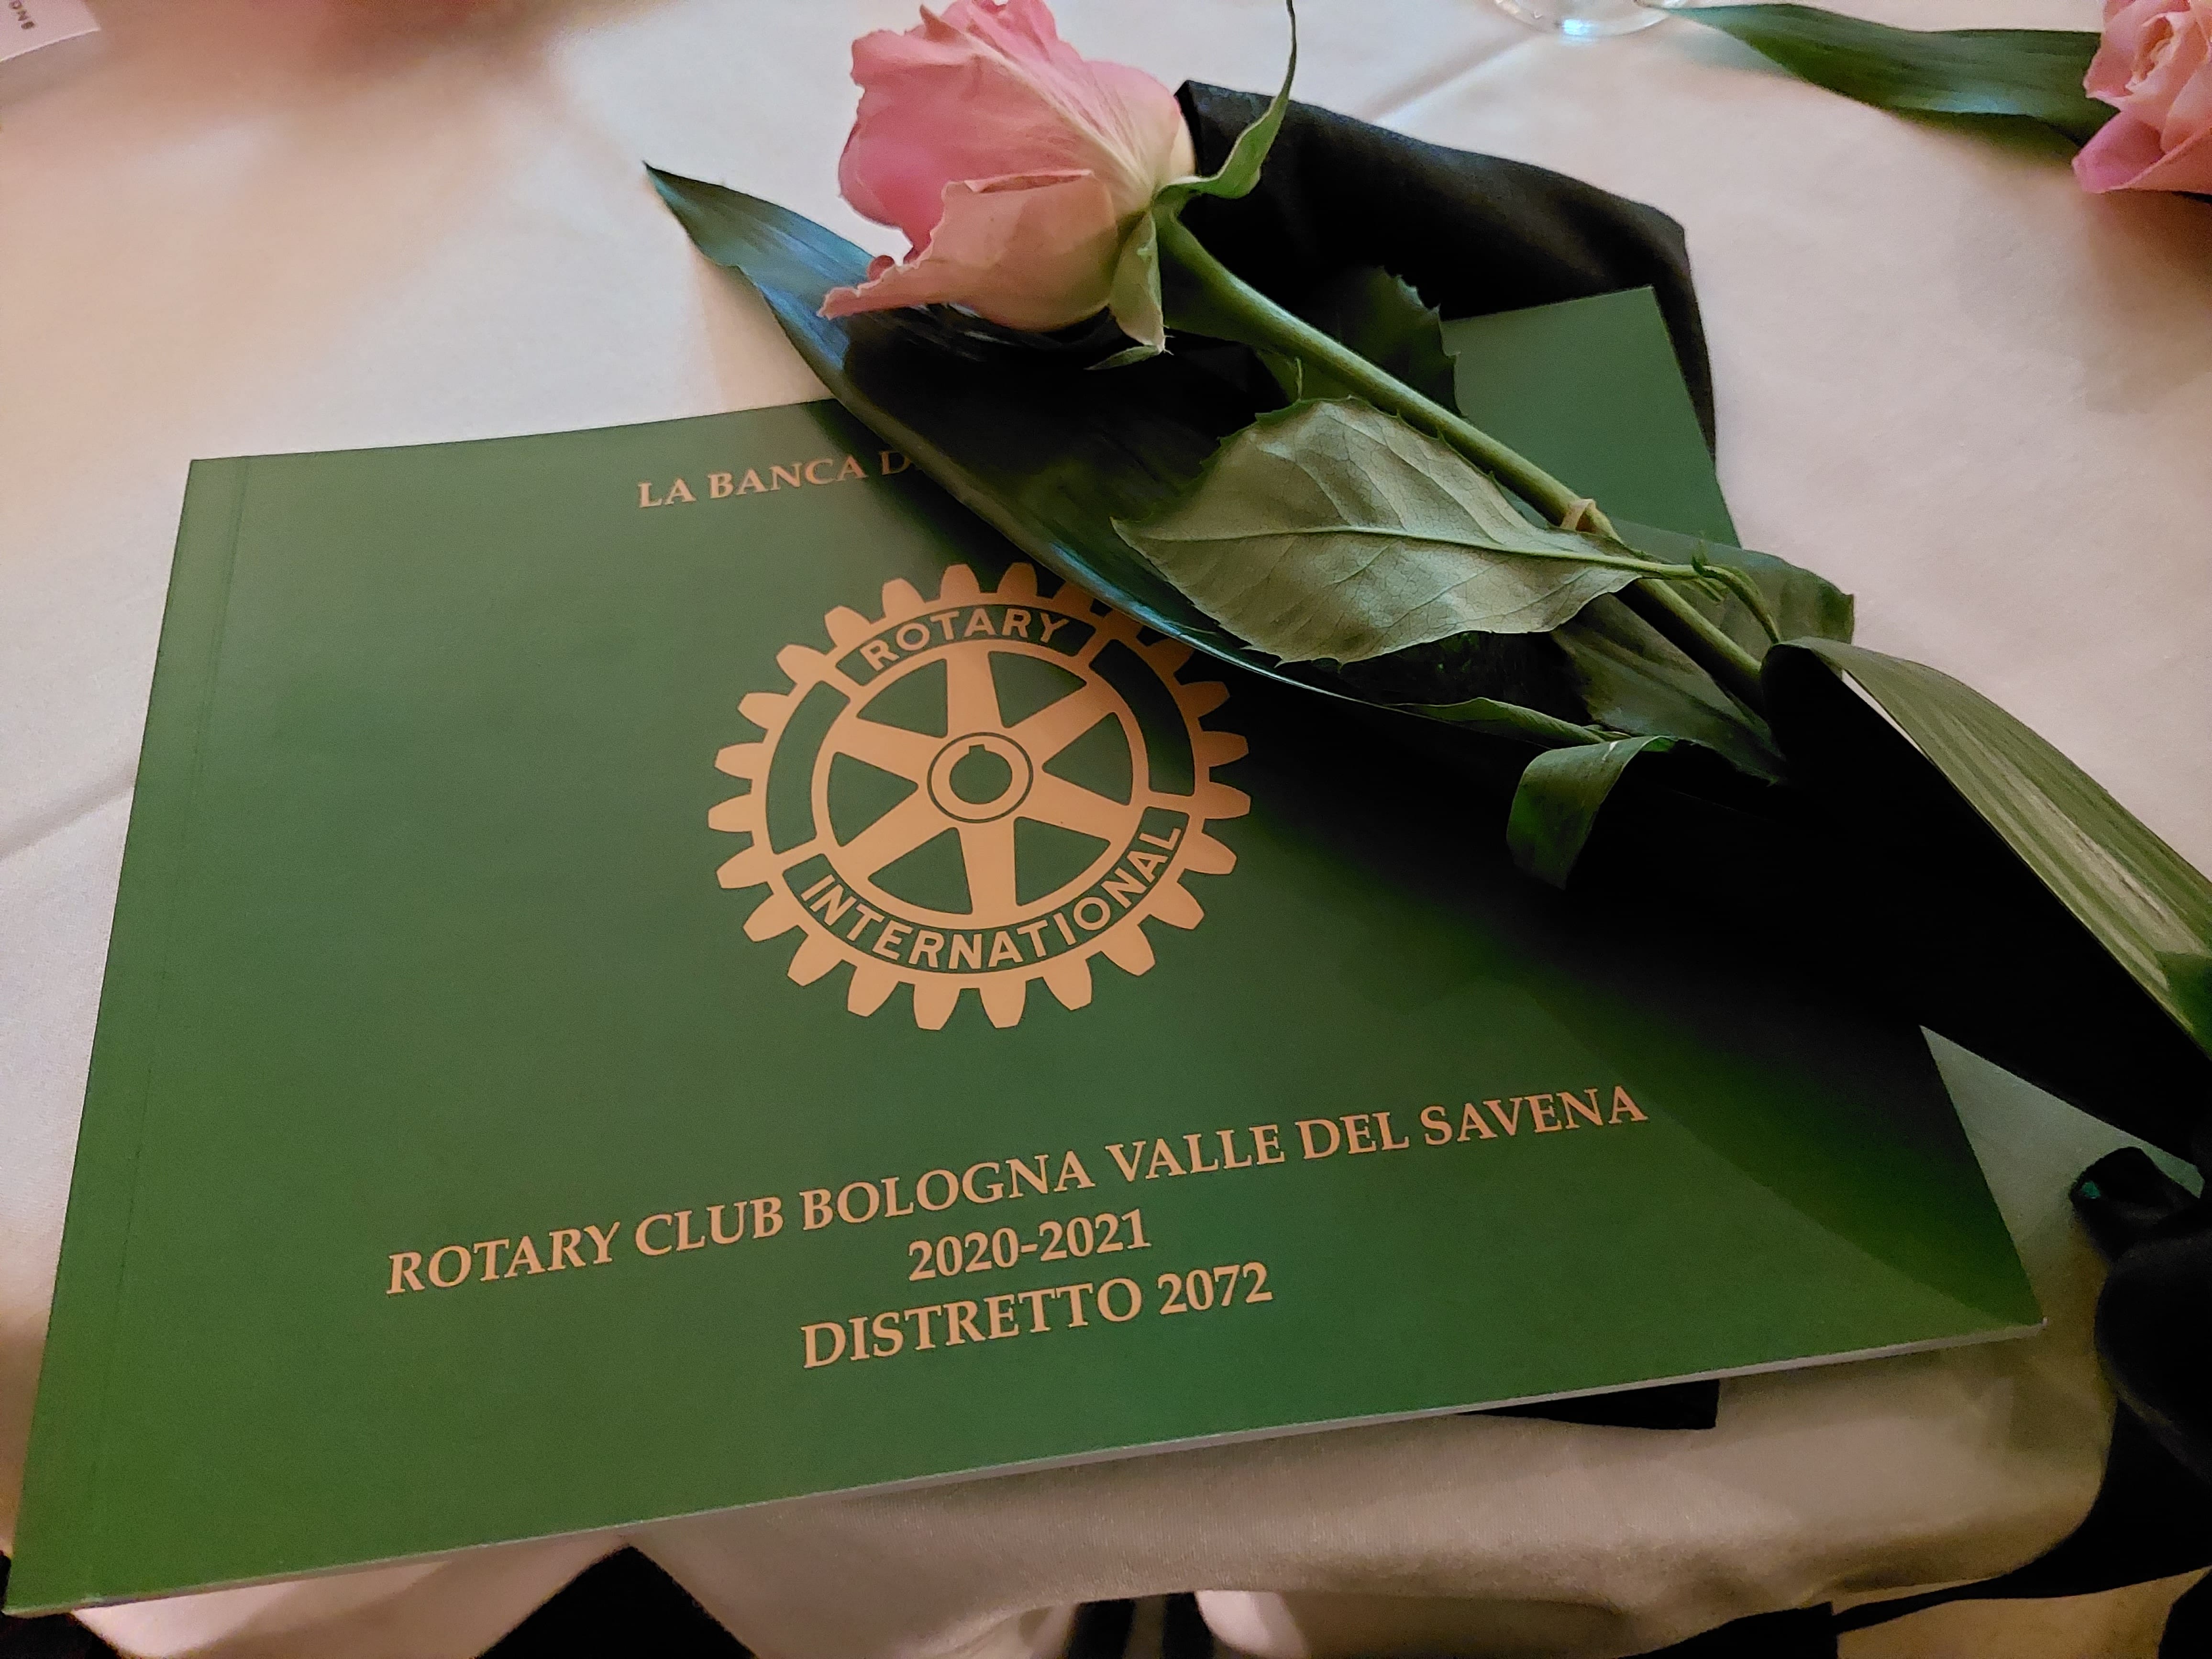 LA BANCA
ROTARY
INTERNATIONAL
ROTARY CLUB BOLOGNA VALLE DEL SAVENA
2020-2021
DISTRETTO 2072